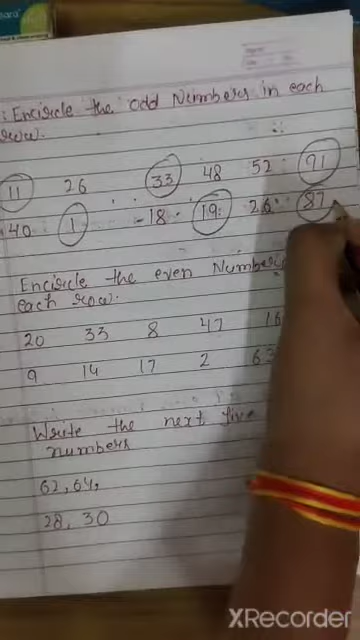 : Encircle the odd Numbers in each
row.
11 26 33 48 52 91
40 1 18 19 26 87
Encircle the even Number
each row.
20 33 8 47 16
9 14 17 2 63
Write the next five
numbers
62, 64,
28, 30
XRecorder